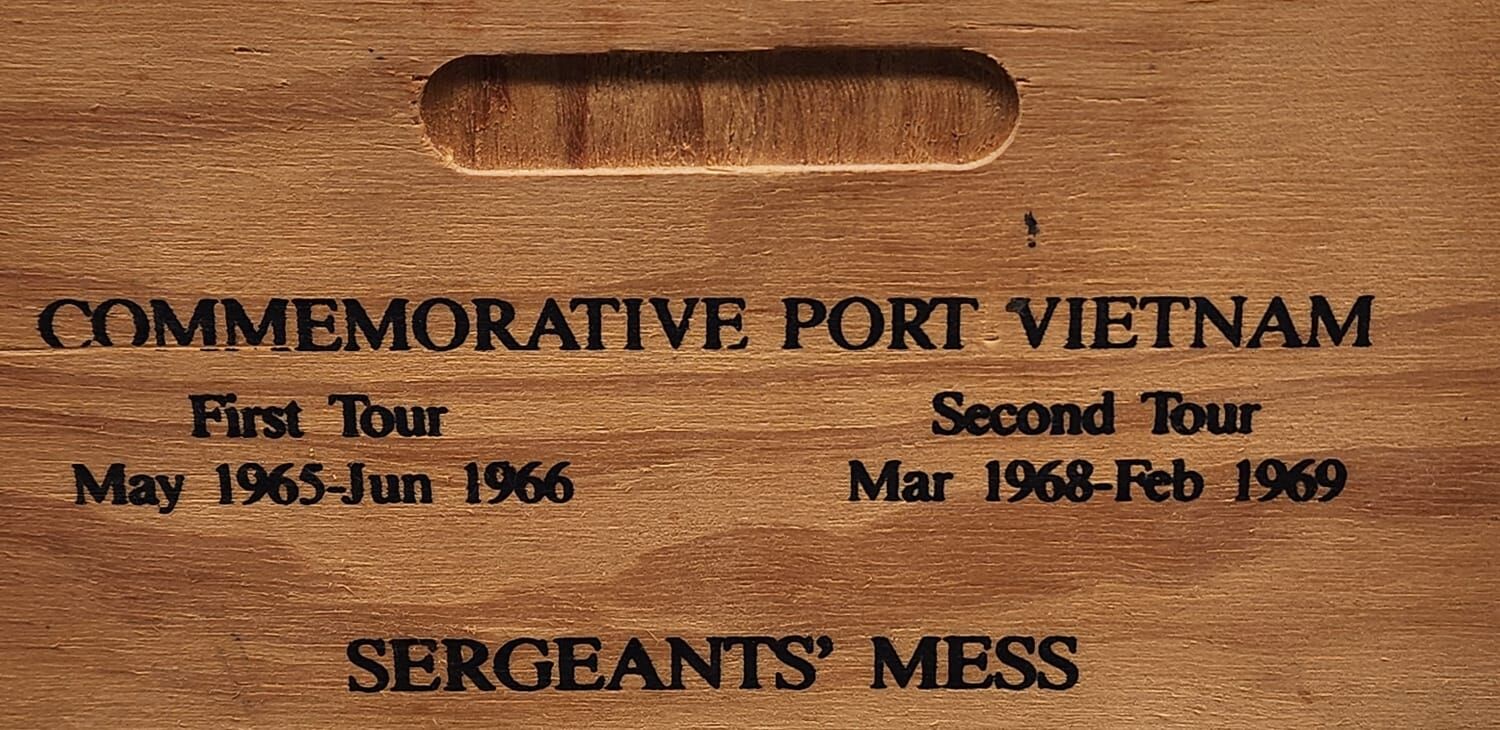 COMMEMORATIVE PORT VIETNAM
First Tour Second Tour
May 1965-Jun 1966 Mar 1968-Feb 1969
SERGEANTS’ MESS